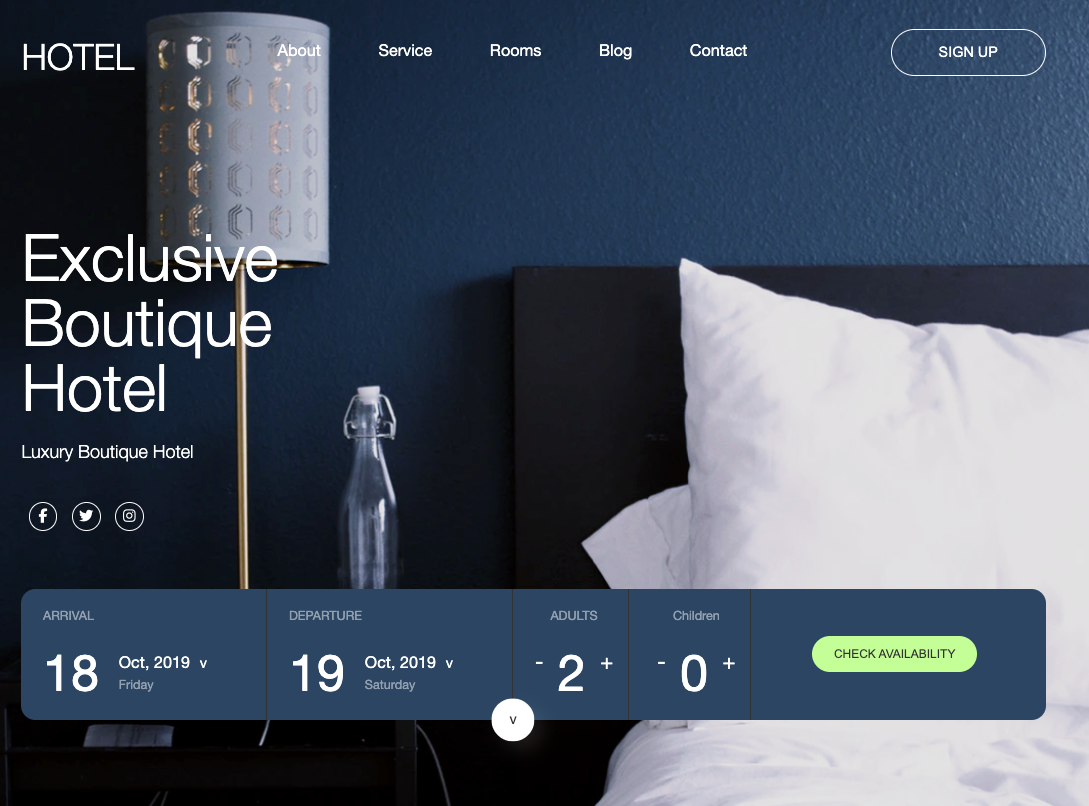 HOTEL
About Service Rooms Blog Contact
SIGN UP
Exclusive
Boutique
Hotel
Luxury Boutique Hotel
ARRIVAL
18 Oct, 2019 v
Friday
DEPARTURE
19 Oct, 2019 v
Saturday
ADULTS
- 2 +
Children
- 0 +
CHECK AVAILABILITY
v